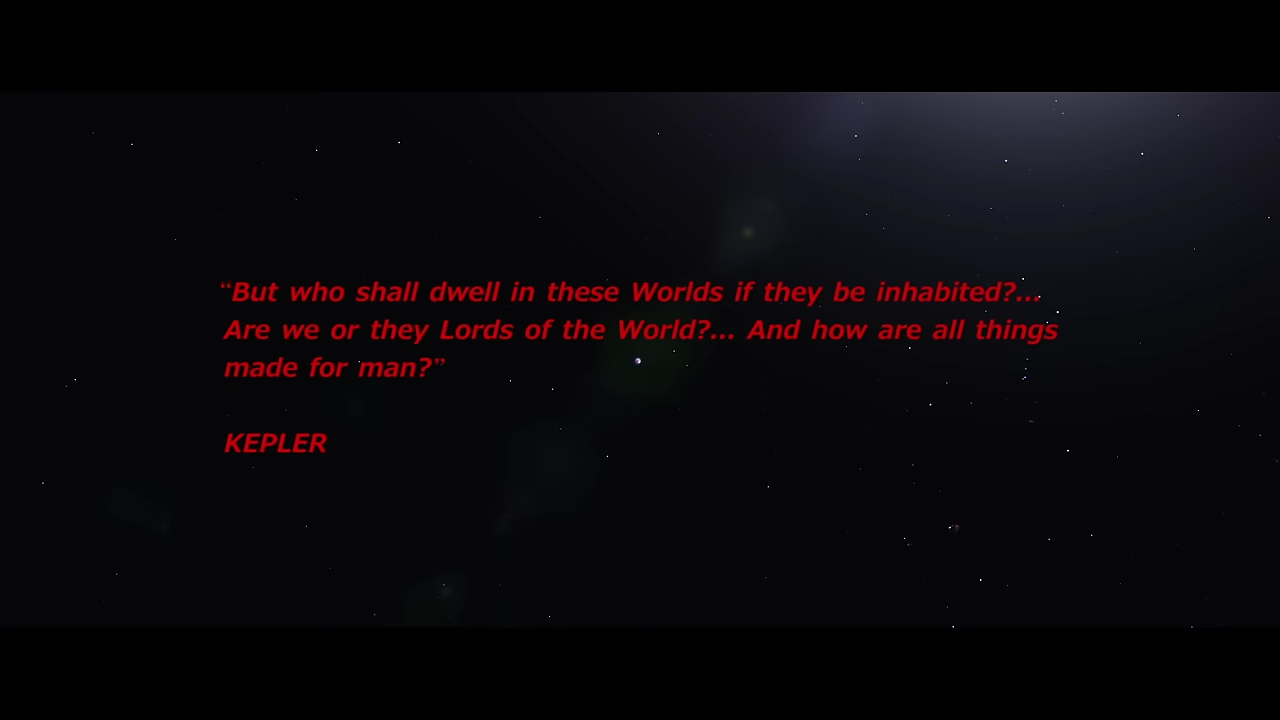 “But who shall dwell in these Worlds if they be inhabited?...
Are we or they Lords of the World?... And how are all things
made for man?”
KEPLER